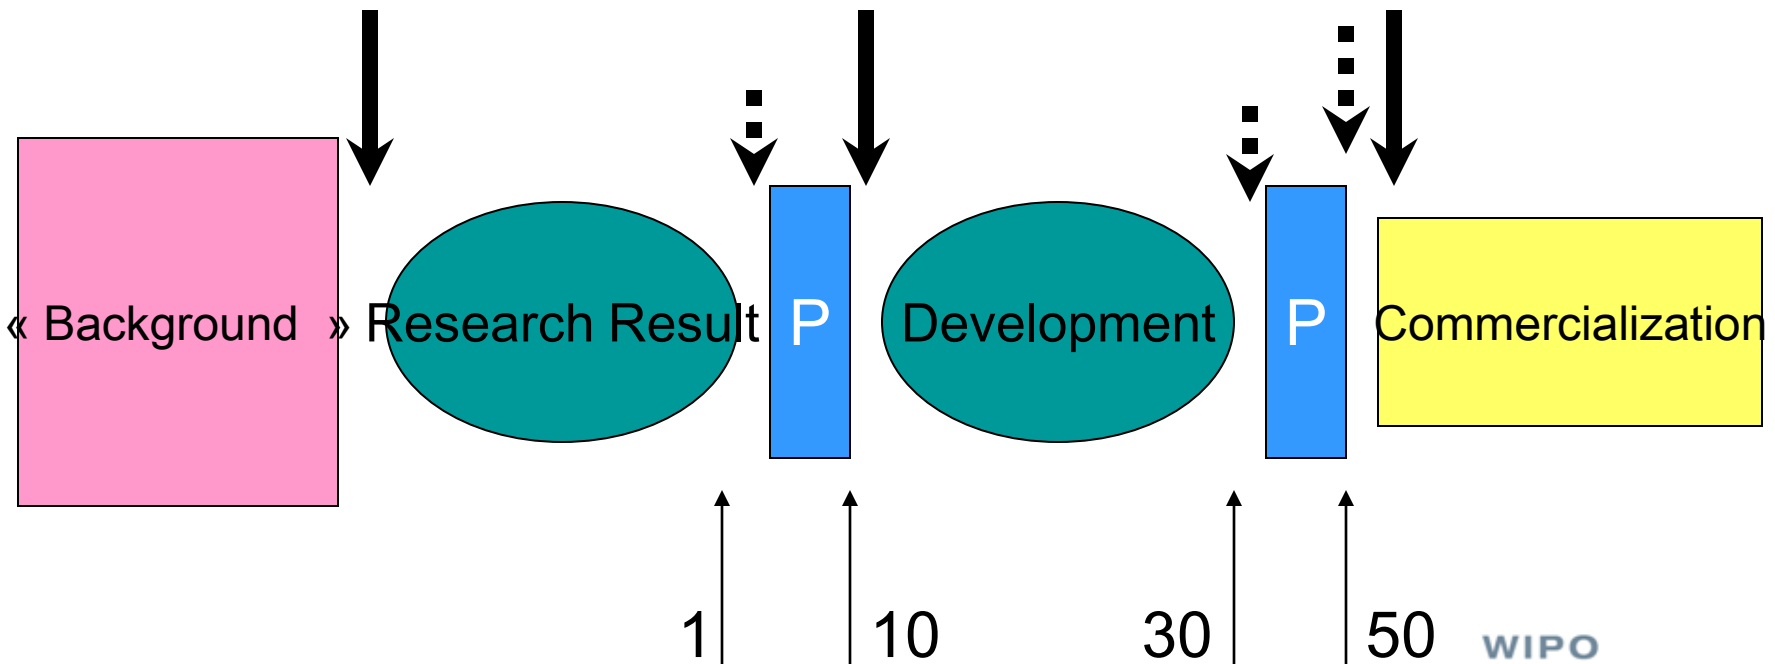 « Background » Research Result P Development P Commercialization
1 10 30 50 WIPO